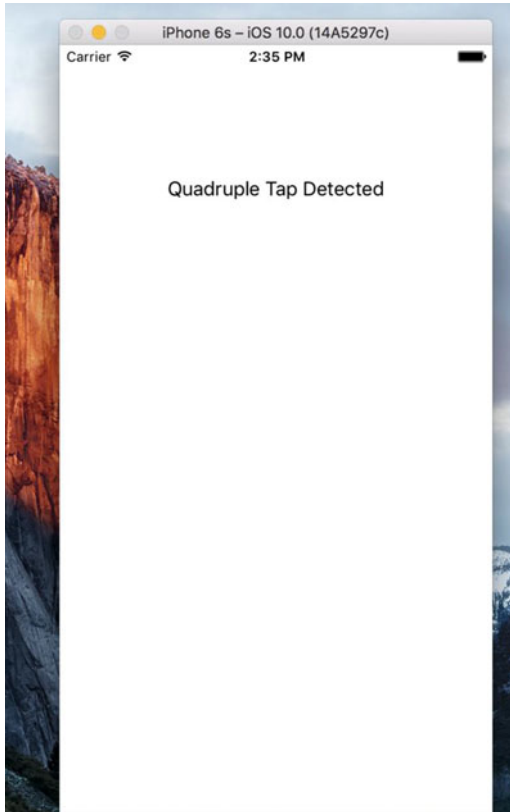 iPhone 6s – iOS 10.0 (14A5297c)
Carrier 2:35 PM
Quadruple Tap Detected